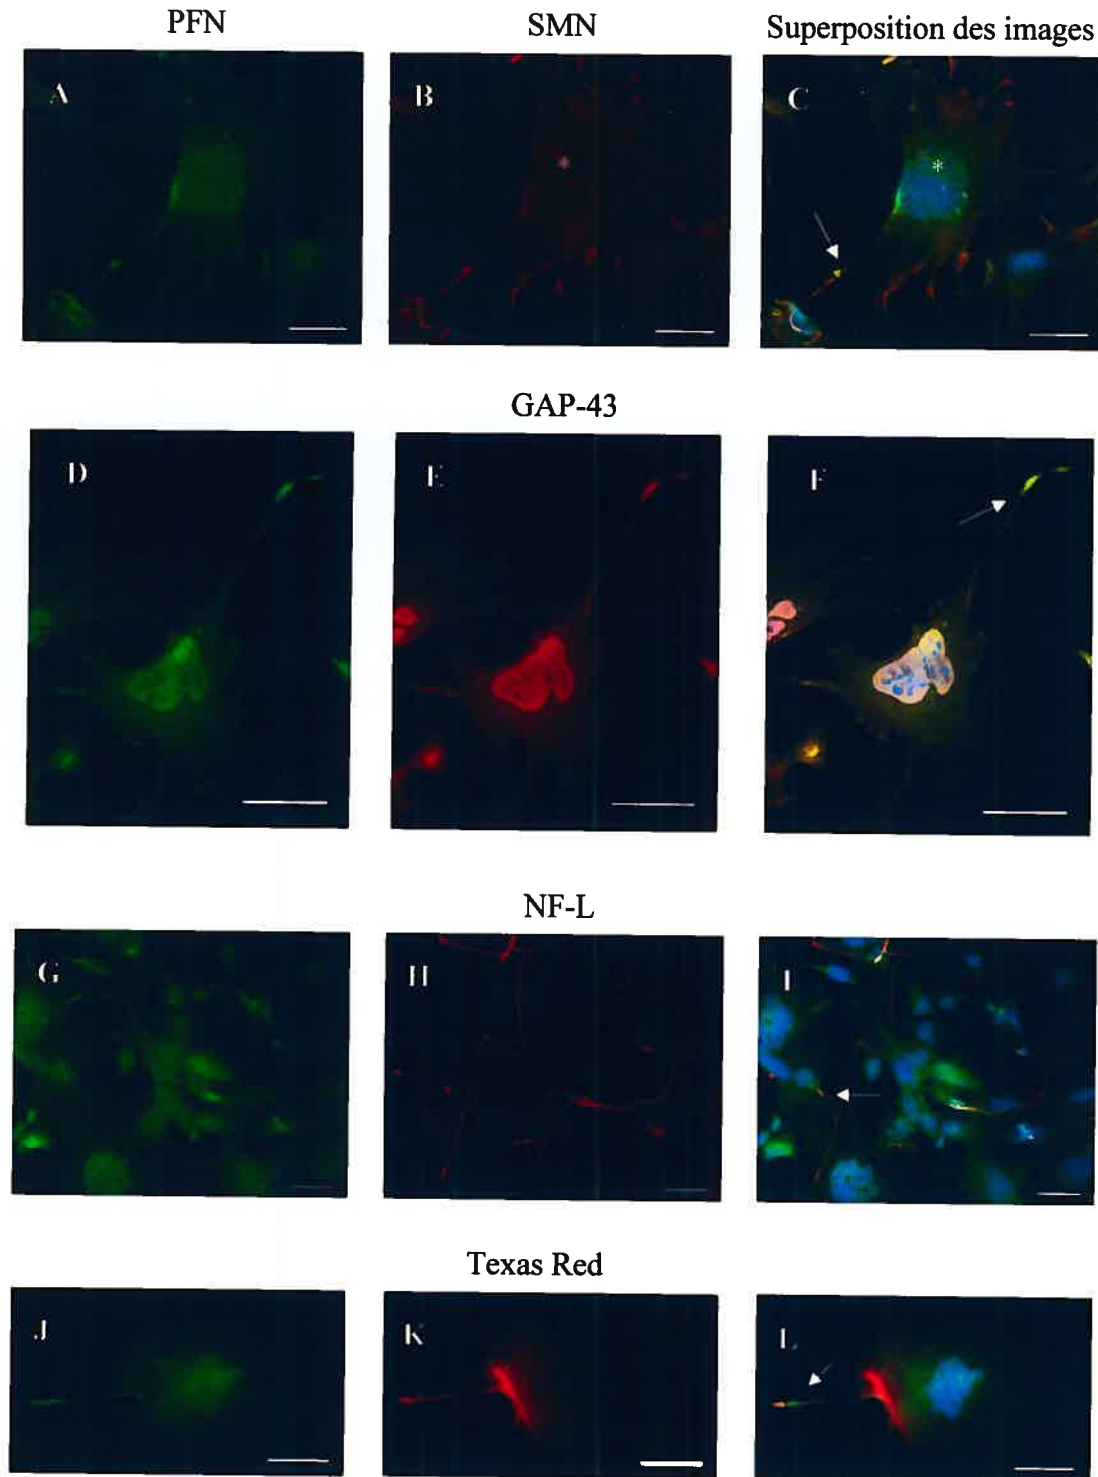 PFN SMN Superposition des images
A B C
*
*
GAP-43
D E F
NF-L
G H I
Texas Red
J K L